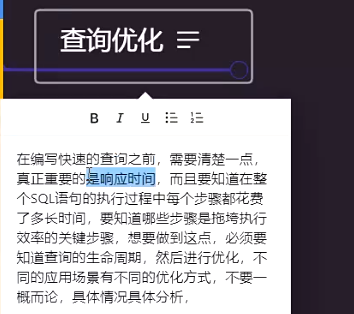 查询优化
B I U
在编写快速的查询之前，需要清楚一点，
真正重要的是响应时间，而且要知道在整
个SQL语句的执行过程中每个步骤都花费
了多长时间，要知道哪些步骤是拖垮执行
效率的关键步骤，想要做到这点，必须要
知道查询的生命周期，然后进行优化，不
同的应用场景有不同的优化方式，不要一
概而论，具体情况具体分析，